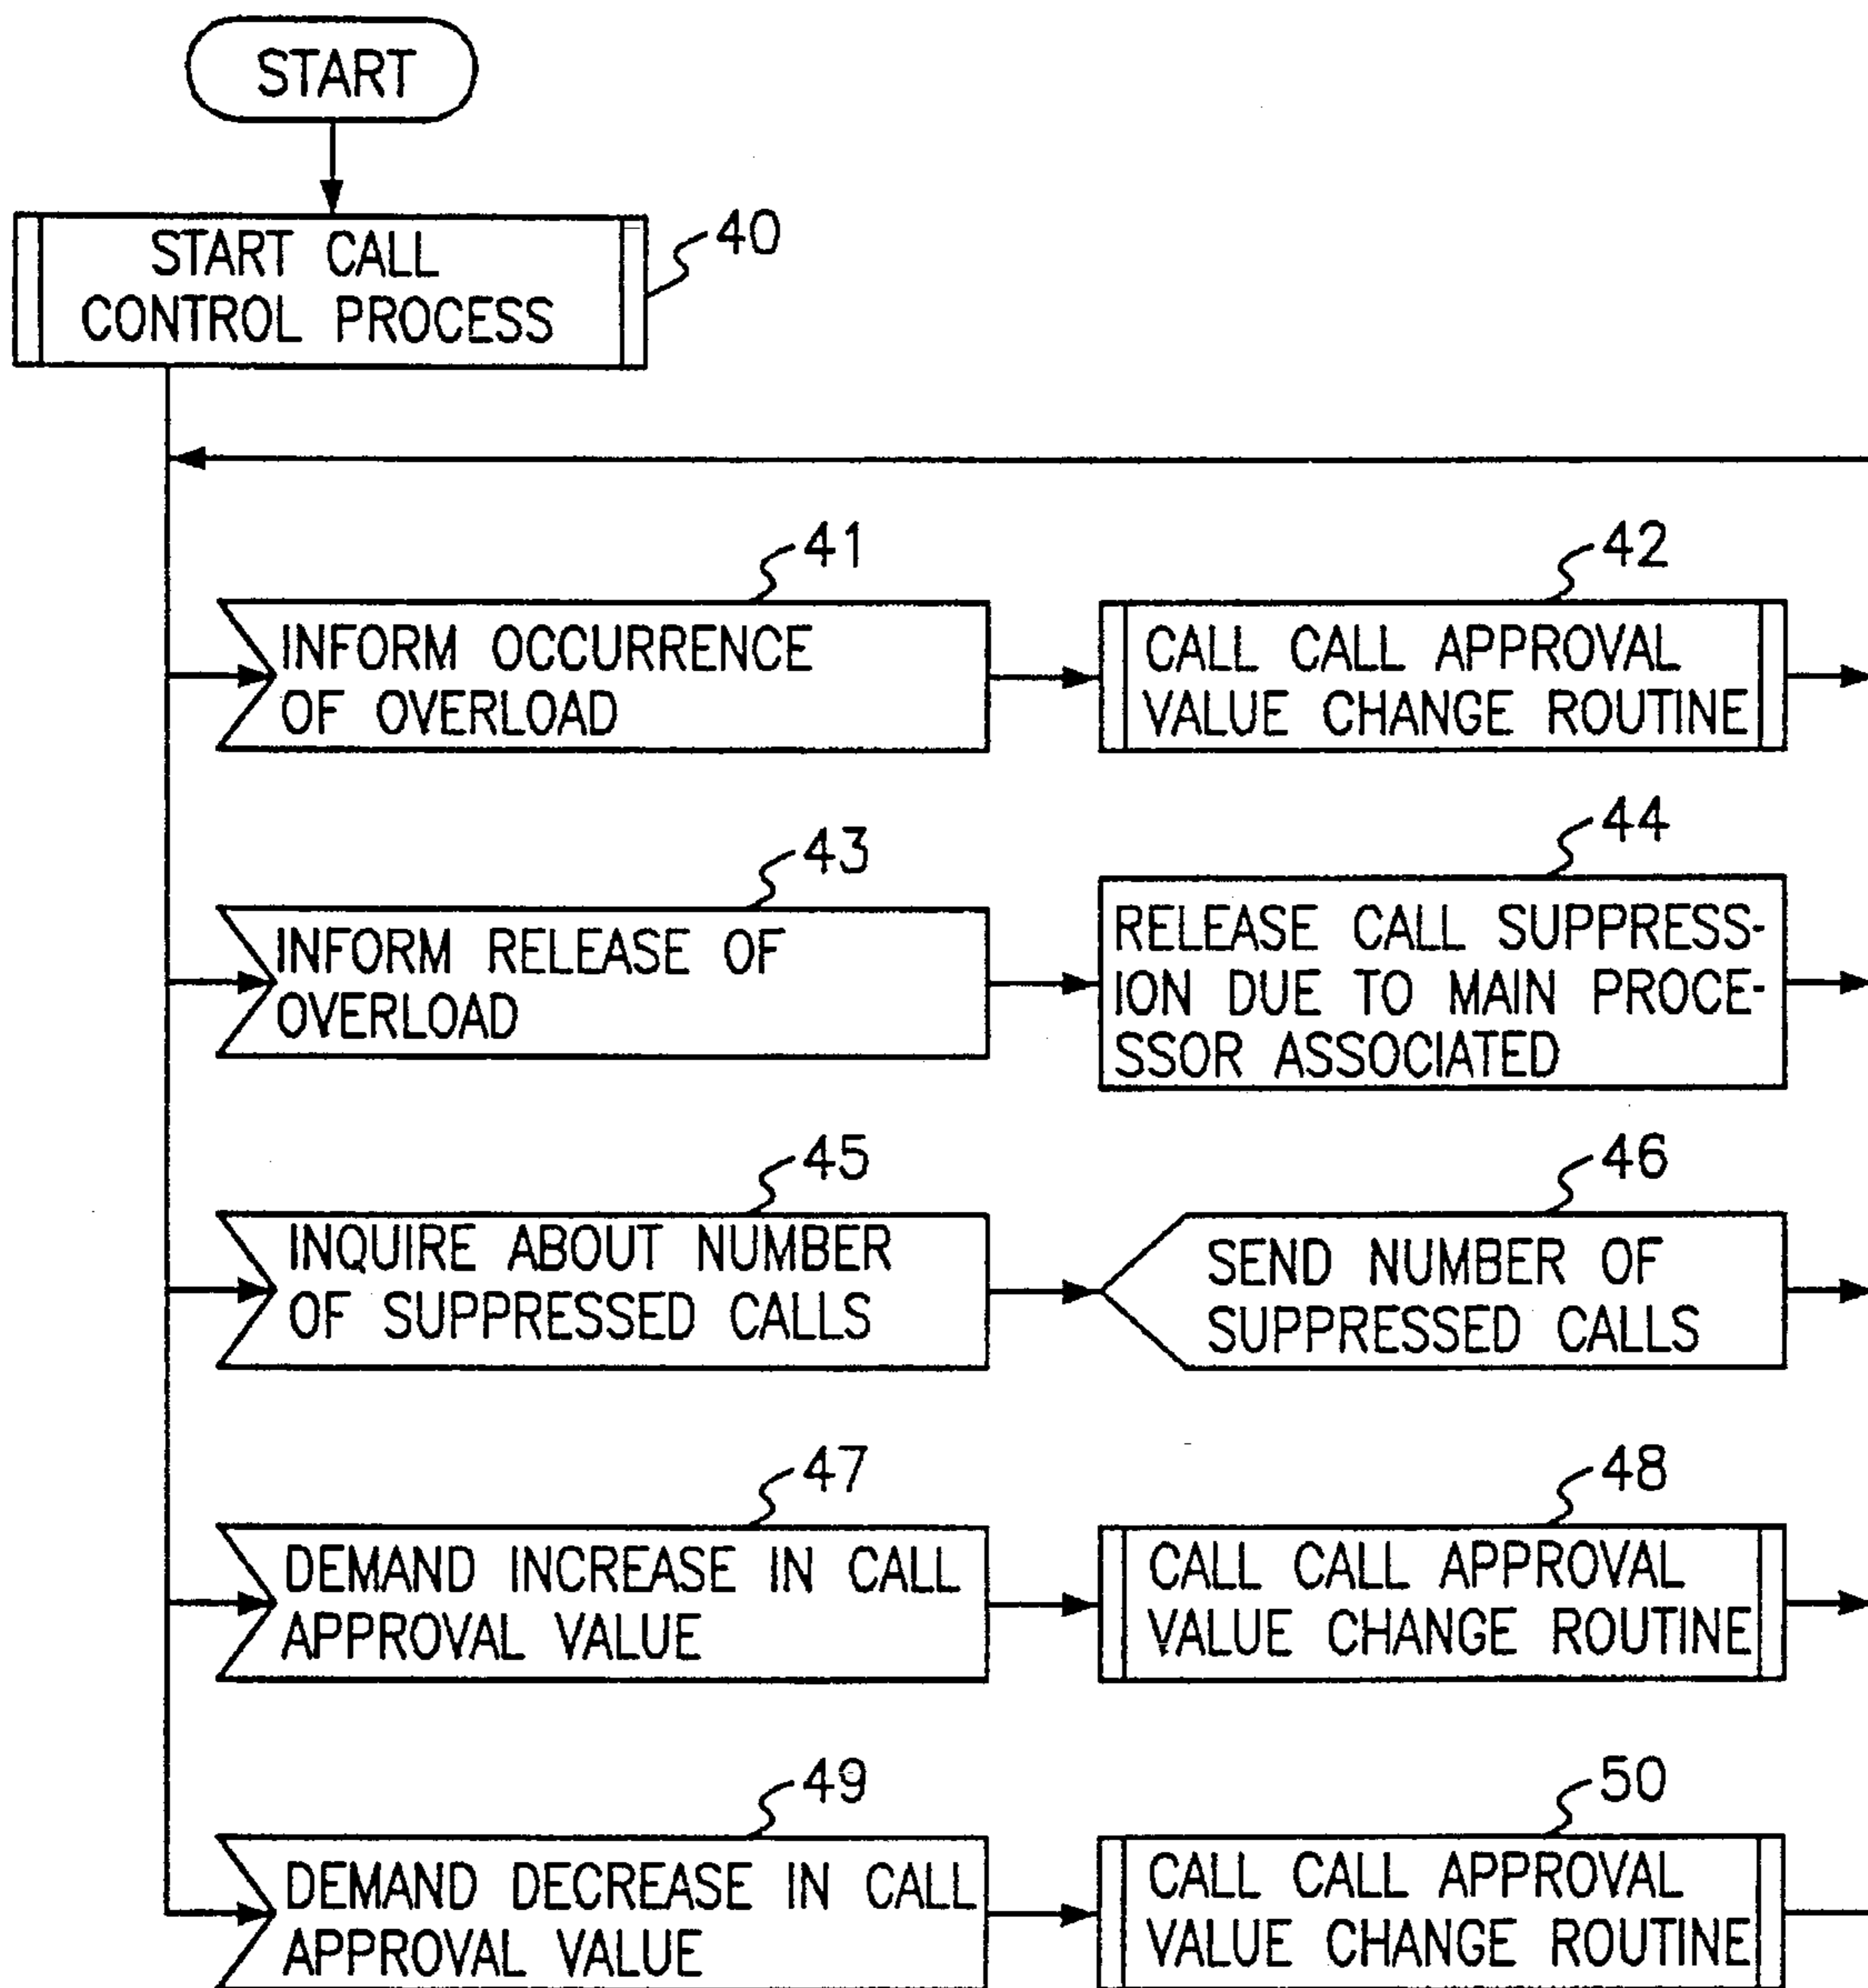 START
START CALL
CONTROL PROCESS
40
41
INFORM OCCURRENCE
OF OVERLOAD
42
CALL CALL APPROVAL
VALUE CHANGE ROUTINE
43
INFORM RELEASE OF
OVERLOAD
44
RELEASE CALL SUPPRESS-
ION DUE TO MAIN PROCE-
SSOR ASSOCIATED
45
INQUIRE ABOUT NUMBER
OF SUPPRESSED CALLS
46
SEND NUMBER OF
SUPPRESSED CALLS
47
DEMAND INCREASE IN CALL
APPROVAL VALUE
48
CALL CALL APPROVAL
VALUE CHANGE ROUTINE
49
DEMAND DECREASE IN CALL
APPROVAL VALUE
50
CALL CALL APPROVAL
VALUE CHANGE ROUTINE